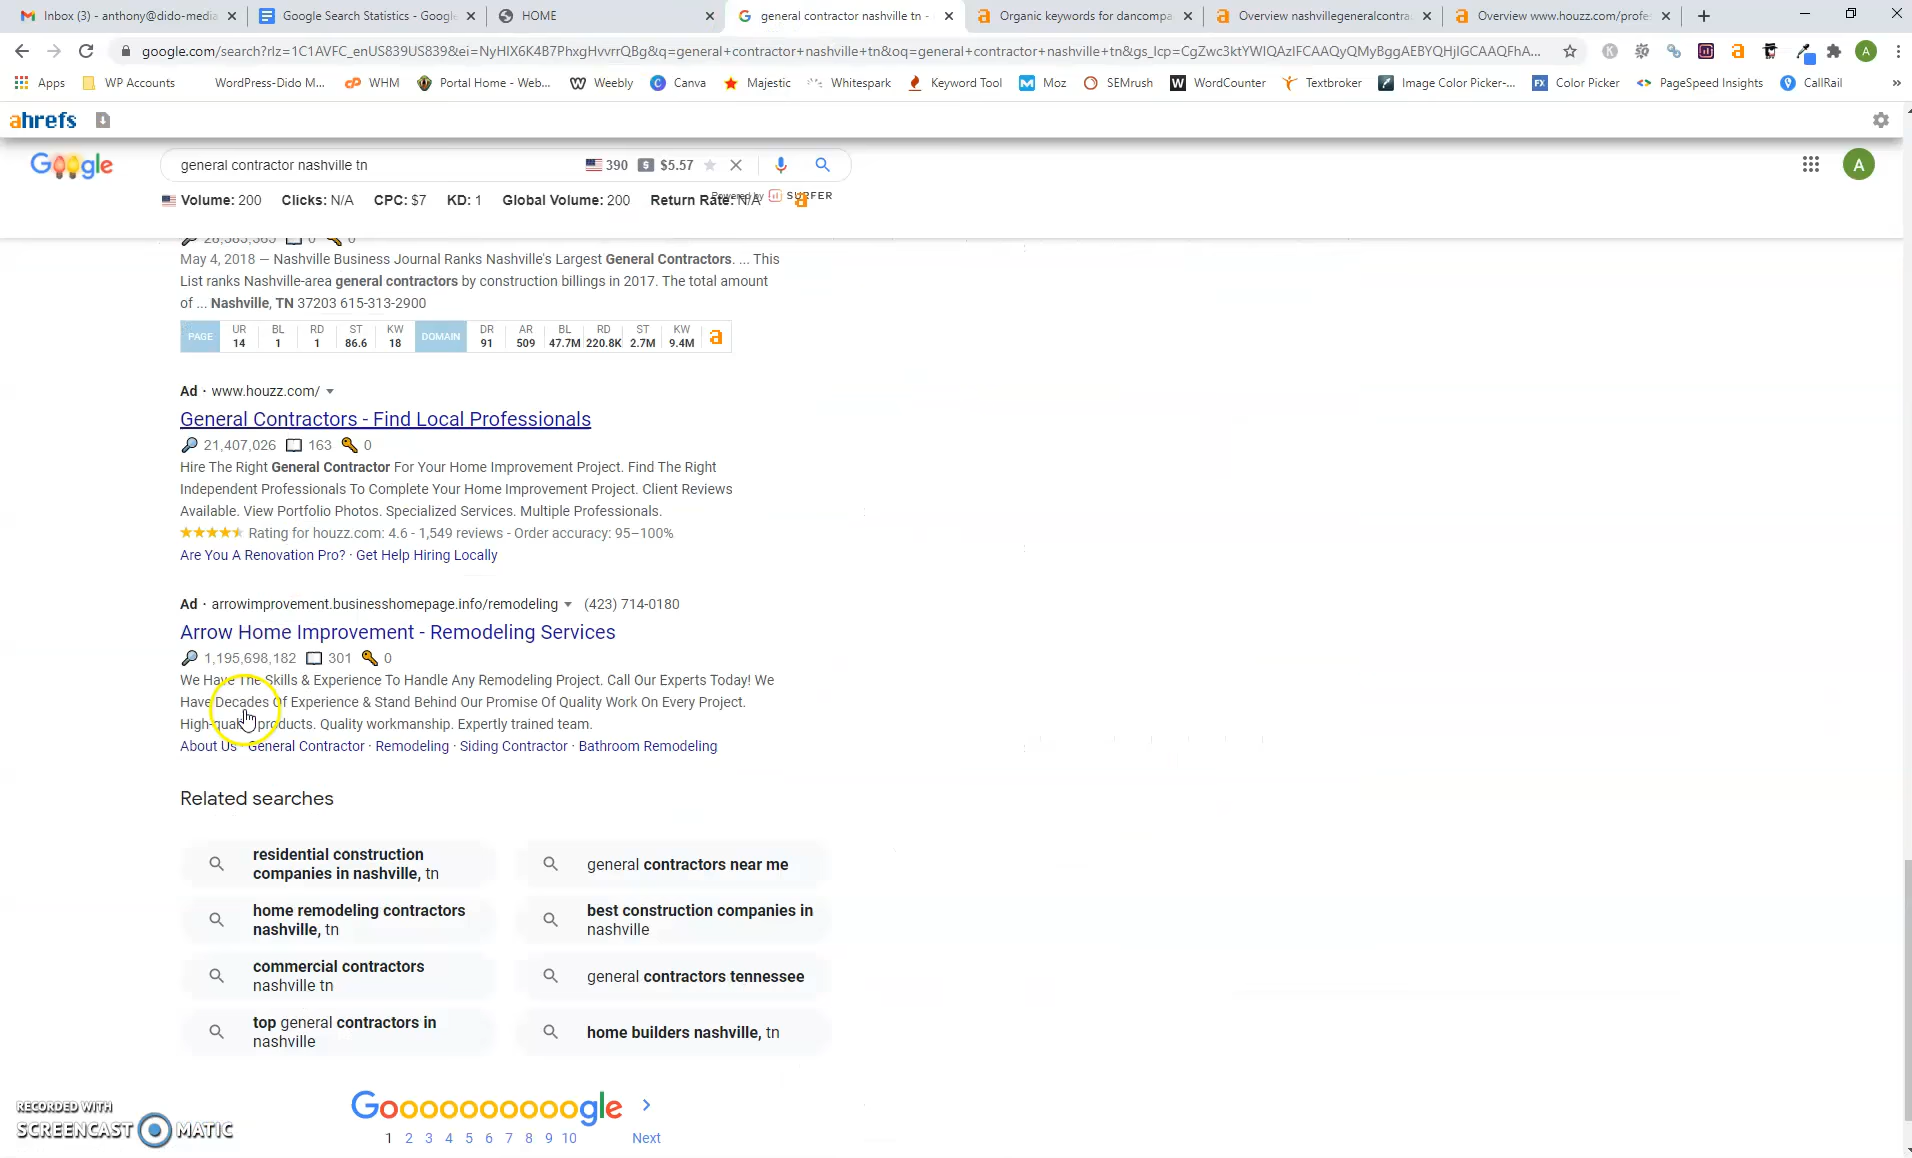 Inbox (3) - anthony@dido-media
Google Search Statistics - Google
HOME
general contractor nashville tn -
Organic keywords for dancompa
Overview nashvillegeneralcontra
Overview www.houzz.com/profes
google.com/search?rlz=1C1AVFC_enUS839US839&ei=NyHIX6K4B7PhxgHvvrrQBg&q=general+contractor+nashville+tn&oq=general+contractor+nashville+tn&gs_lcp=CgZwc3ktYWIQAzIFCAAQyQMyBggAEBYQHjIGCAAQFhA...
Apps
WP Accounts
WordPress-Dido M...
WHM
Portal Home - Web...
Weebly
Canva
Majestic
Whitespark
Keyword Tool
Moz
SEMrush
WordCounter
Textbroker
Image Color Picker-...
Color Picker
PageSpeed Insights
CallRail
ahrefs
Google
general contractor nashville tn
390 $ $5.57
A
Volume: 200 Clicks: N/A CPC: $7 KD: 1 Global Volume: 200 Return Rate: N/A
Powered by SURFER
26,585,565 0 0
May 4, 2018 — Nashville Business Journal Ranks Nashville's Largest General Contractors. ... This
List ranks Nashville-area general contractors by construction billings in 2017. The total amount
of ... Nashville, TN 37203 615-313-2900
PAGE UR BL RD ST KW DOMAIN DR AR BL RD ST KW
14 1 1 86.6 18 91 509 47.7M 220.8K 2.7M 9.4M
Ad · www.houzz.com/
General Contractors - Find Local Professionals
21,407,026 163 0
Hire The Right General Contractor For Your Home Improvement Project. Find The Right
Independent Professionals To Complete Your Home Improvement Project. Client Reviews
Available. View Portfolio Photos. Specialized Services. Multiple Professionals.
Rating for houzz.com: 4.6 - 1,549 reviews - Order accuracy: 95–100%
Are You A Renovation Pro? · Get Help Hiring Locally
Ad · arrowimprovement.businesshomepage.info/remodeling (423) 714-0180
Arrow Home Improvement - Remodeling Services
1,195,698,182 301 0
We Have The Skills & Experience To Handle Any Remodeling Project. Call Our Experts Today! We
Have Decades Of Experience & Stand Behind Our Promise Of Quality Work On Every Project.
High-quality products. Quality workmanship. Expertly trained team.
About Us · General Contractor · Remodeling · Siding Contractor · Bathroom Remodeling
Related searches
residential construction
companies in nashville, tn
general contractors near me
home remodeling contractors
nashville, tn
best construction companies in
nashville
commercial contractors
nashville tn
general contractors tennessee
top general contractors in
nashville
home builders nashville, tn
Goooooooooogle
1 2 3 4 5 6 7 8 9 10 Next
RECORDED WITH
SCREENCAST MATIC